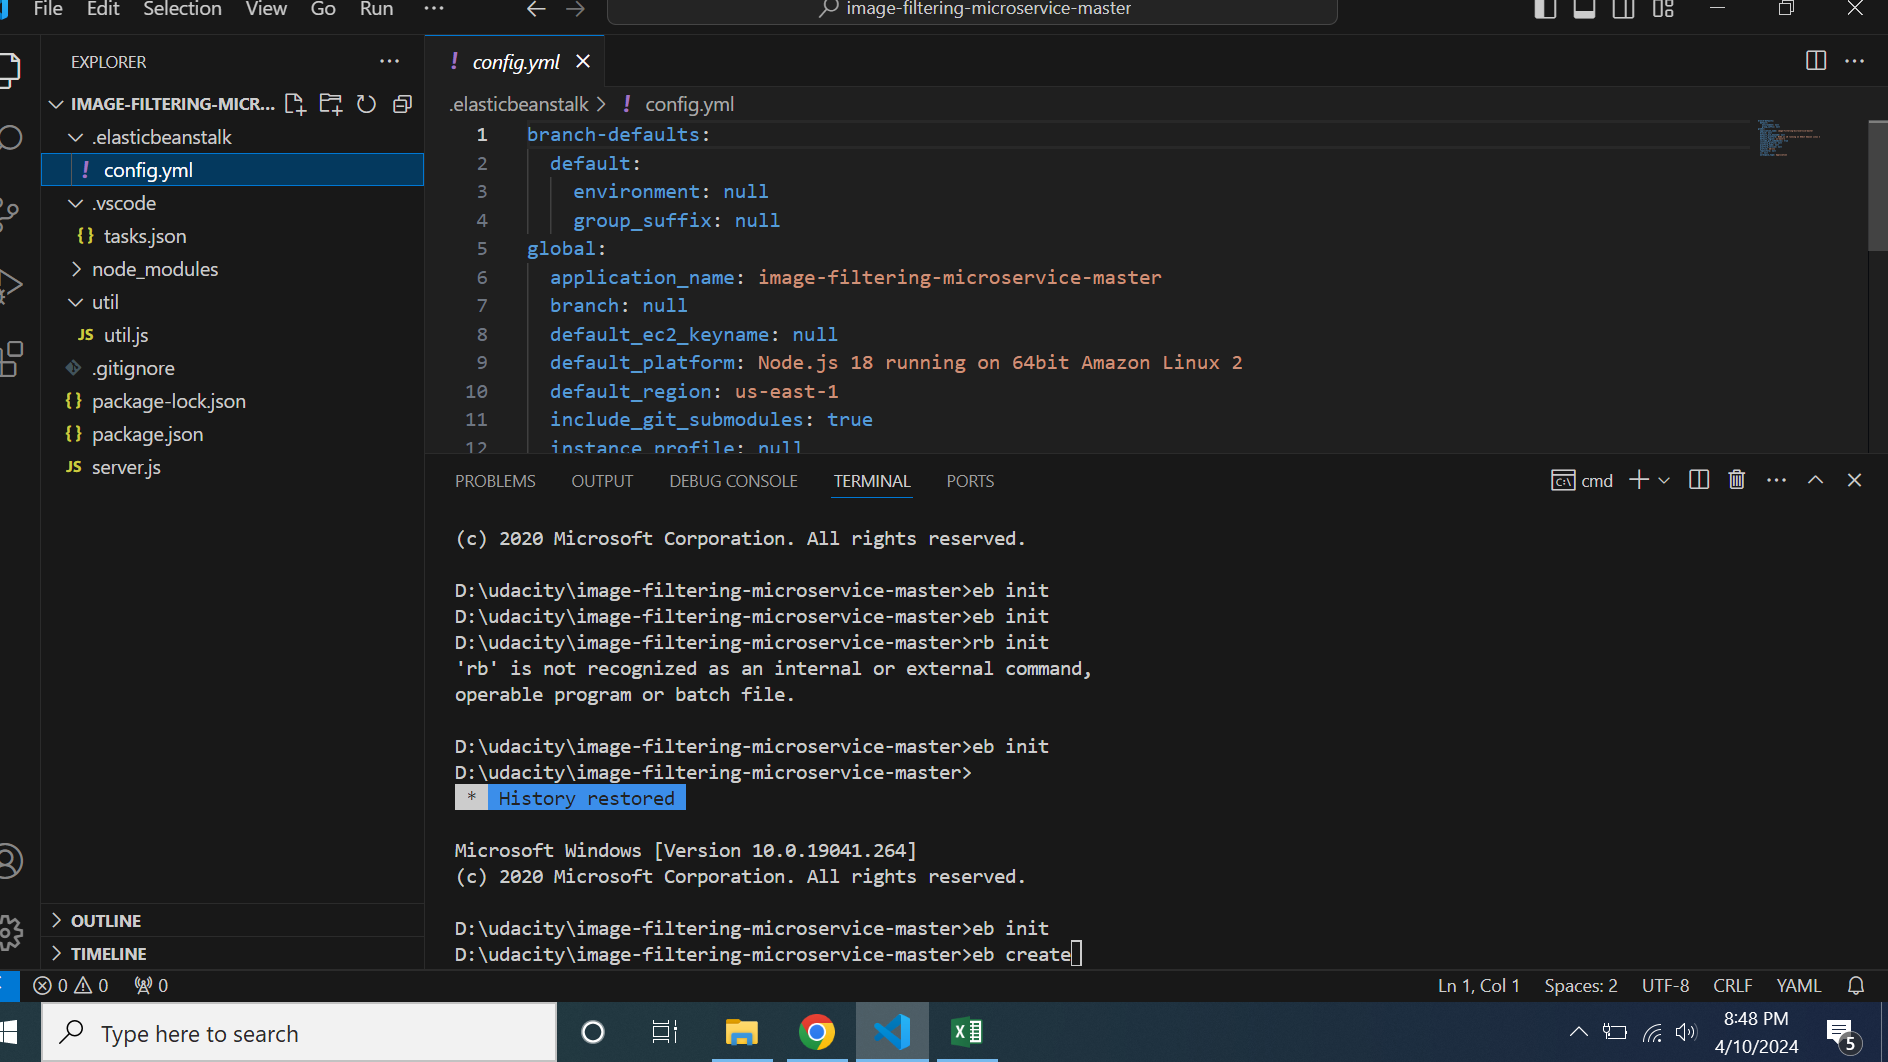 File Edit Selection View Go Run ···
image-filtering-microservice-master
EXPLORER
IMAGE-FILTERING-MICR...
.elasticbeanstalk
! config.yml
.vscode
{} tasks.json
node_modules
util
JS util.js
.gitignore
{} package-lock.json
{} package.json
JS server.js
OUTLINE
TIMELINE
! config.yml
.elasticbeanstalk > ! config.yml
1 branch-defaults:
2 default:
3 environment: null
4 group_suffix: null
5 global:
6 application_name: image-filtering-microservice-master
7 branch: null
8 default_ec2_keyname: null
9 default_platform: Node.js 18 running on 64bit Amazon Linux 2
10 default_region: us-east-1
11 include_git_submodules: true
12 instance_profile: null
PROBLEMS OUTPUT DEBUG CONSOLE TERMINAL PORTS
cmd
(c) 2020 Microsoft Corporation. All rights reserved.
D:\udacity\image-filtering-microservice-master>eb init
D:\udacity\image-filtering-microservice-master>eb init
D:\udacity\image-filtering-microservice-master>rb init
'rb' is not recognized as an internal or external command,
operable program or batch file.
D:\udacity\image-filtering-microservice-master>eb init
D:\udacity\image-filtering-microservice-master>
* History restored
Microsoft Windows [Version 10.0.19041.264]
(c) 2020 Microsoft Corporation. All rights reserved.
D:\udacity\image-filtering-microservice-master>eb init
D:\udacity\image-filtering-microservice-master>eb create
0 0 0
Ln 1, Col 1 Spaces: 2 UTF-8 CRLF YAML
Type here to search
8:48 PM
4/10/2024
5